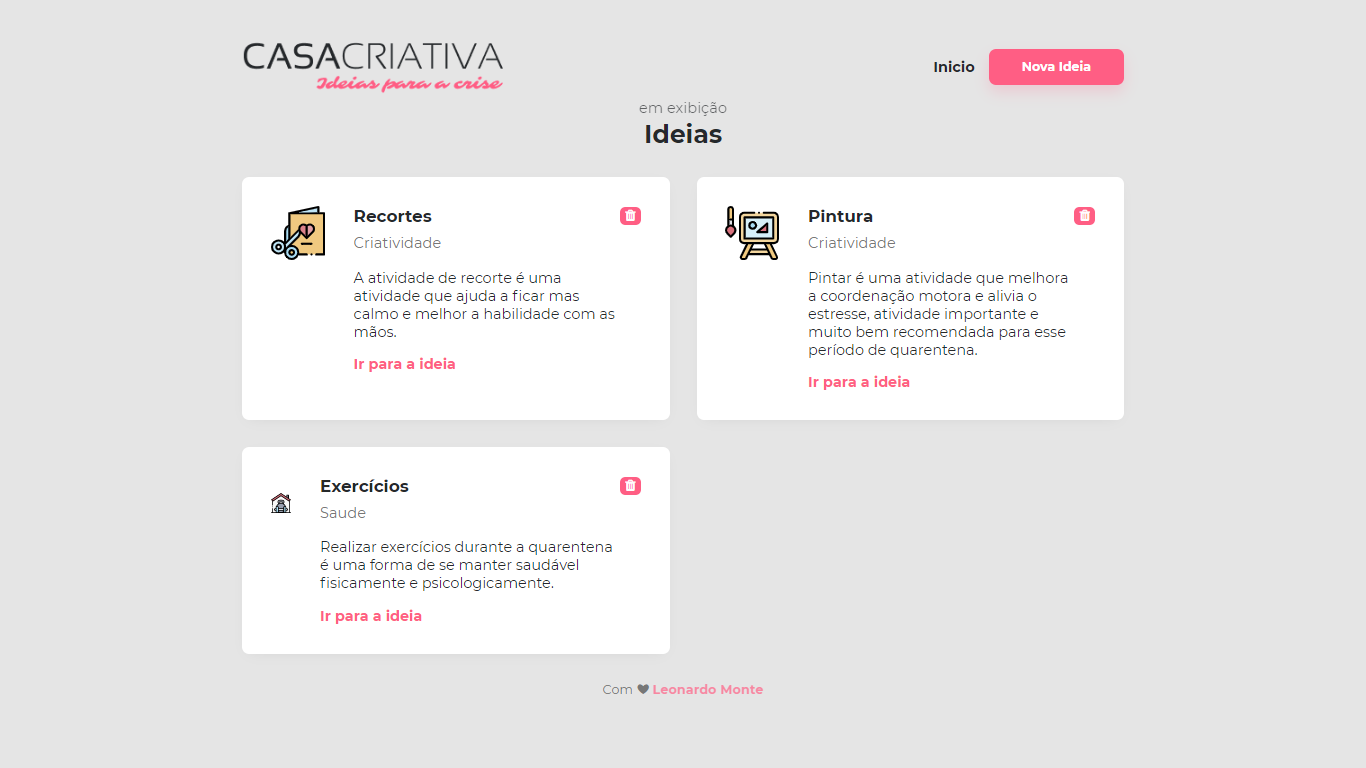 CASACRIATIVA
Ideias para a crise
Inicio
Nova Ideia
em exibição
Ideias
Recortes
Criatividade
A atividade de recorte é uma
atividade que ajuda a ficar mas
calmo e melhor a habilidade com as
mãos.
Ir para a ideia
Pintura
Criatividade
Pintar é uma atividade que melhora
a coordenação motora e alivia o
estresse, atividade importante e
muito bem recomendada para esse
período de quarentena.
Ir para a ideia
Exercícios
Saude
Realizar exercícios durante a quarentena
é uma forma de se manter saudável
fisicamente e psicologicamente.
Ir para a ideia
Com ♥ Leonardo Monte